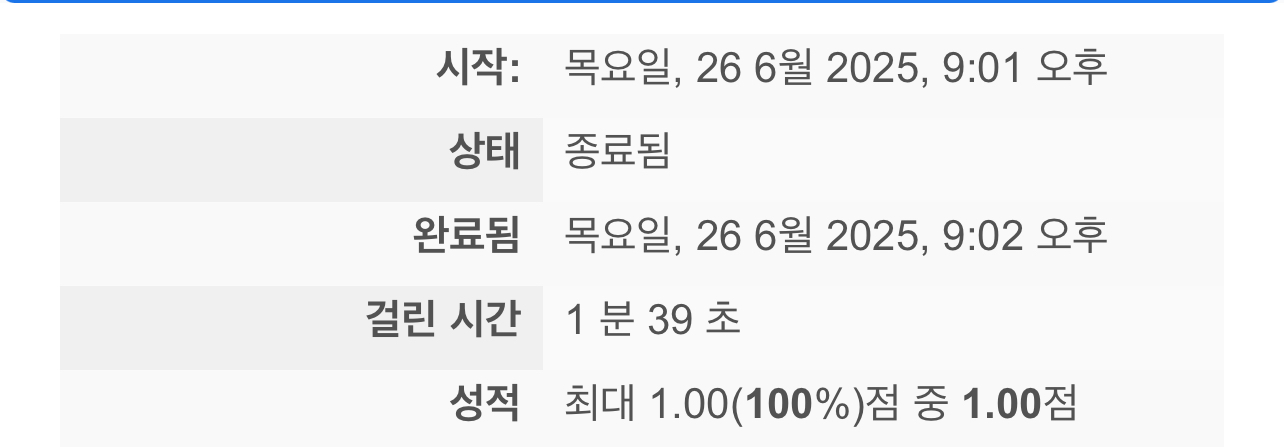 시작: 목요일, 26 6월 2025, 9:01 오후
상태 종료됨
완료됨 목요일, 26 6월 2025, 9:02 오후
걸린 시간 1 분 39 초
성적 최대 1.00(100%)점 중 1.00점